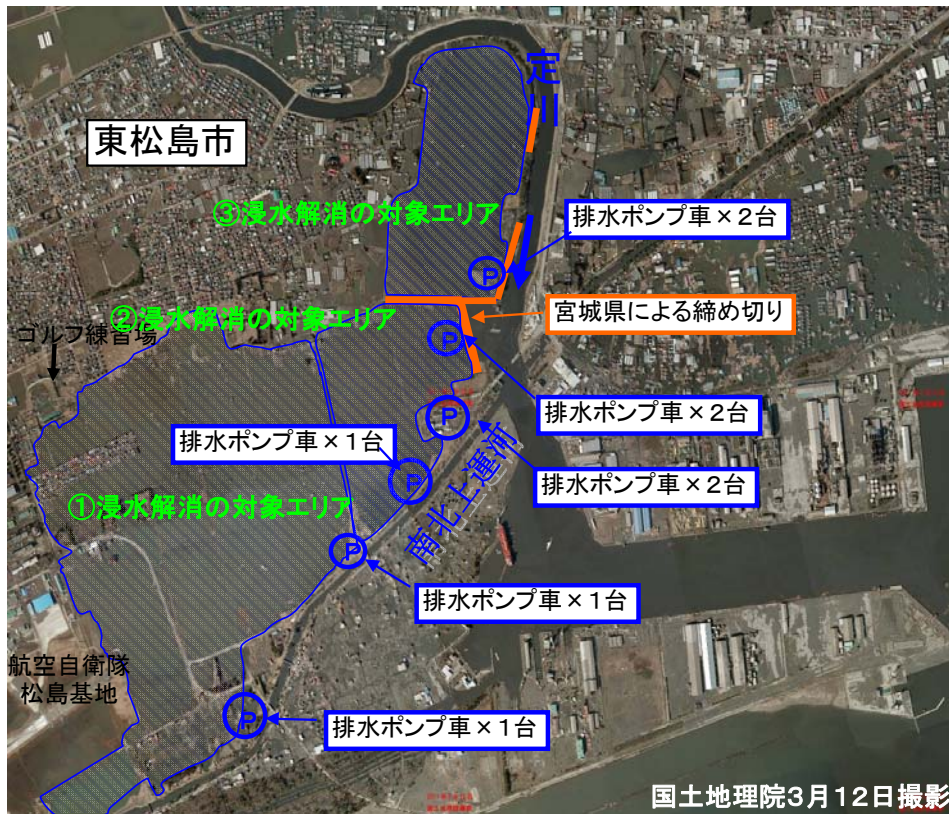 定川
東松島市
③浸水解消の対象エリア
排水ポンプ車×2台
P
②浸水解消の対象エリア
宮城県による締め切り
ゴルフ練習場
P
排水ポンプ車×2台
P
排水ポンプ車×1台
南北上運河
排水ポンプ車×2台
P
①浸水解消の対象エリア
P
排水ポンプ車×1台
航空自衛隊
松島基地
P
排水ポンプ車×1台
国土地理院3月12日撮影